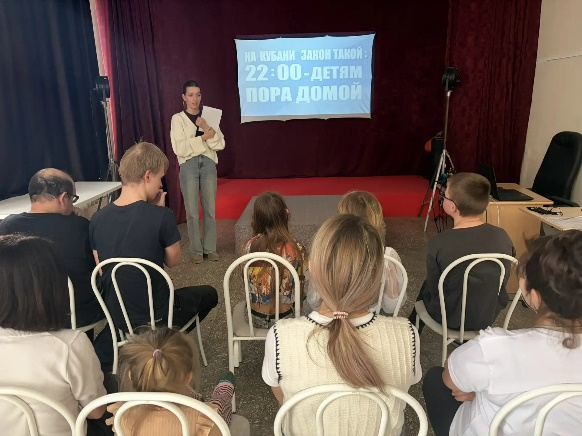 НА КУБАНИ ЗАКОН ТАКОЙ:
22:00-ДЕТЯМ
ПОРА ДОМОЙ